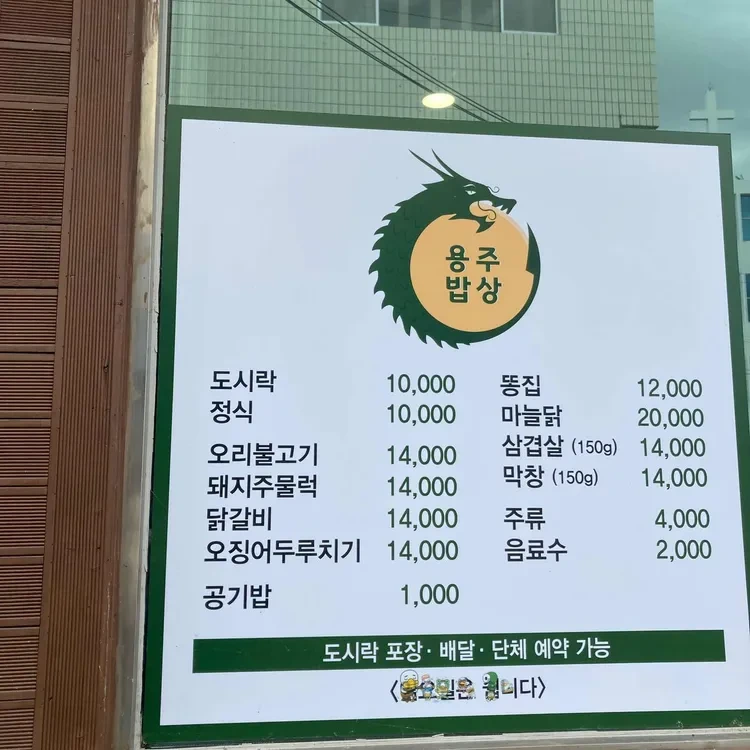 용주
밥상
도시락 10,000
정식 10,000
오리불고기 14,000
돼지주물럭 14,000
닭갈비 14,000
오징어두루치기 14,000
공기밥 1,000
똥집 12,000
마늘닭 20,000
삼겹살 (150g) 14,000
막창 (150g) 14,000
주류 4,000
음료수 2,000
도시락 포장· 배달· 단체 예약 가능